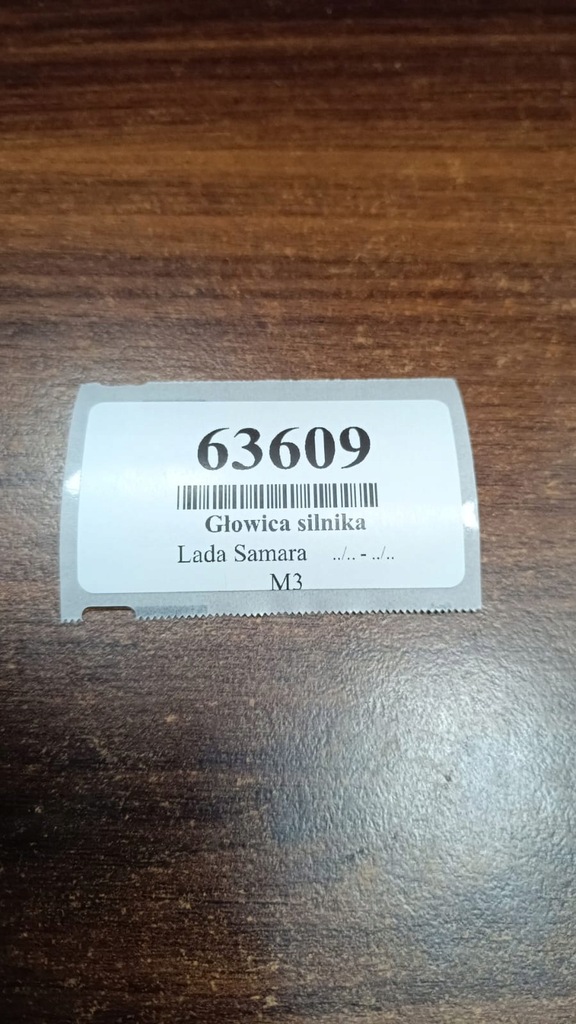 63609
Głowica silnika
Lada Samara ../.. - ../..
M3